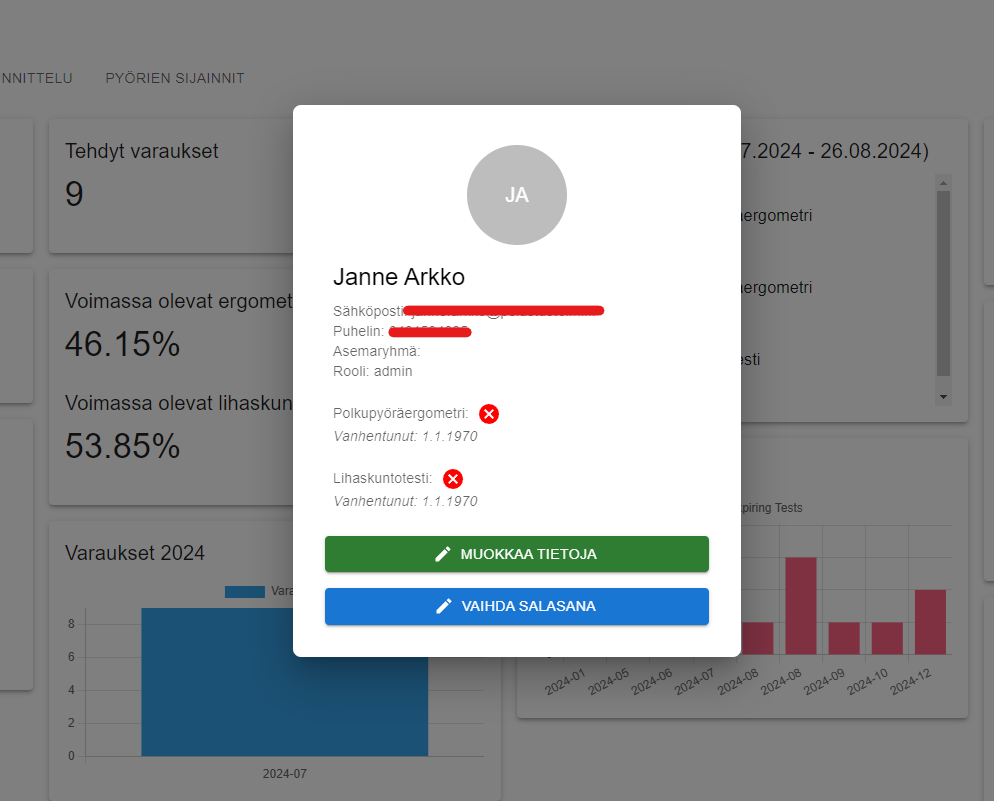 NNITTELU PYÖRIEN SIJAINNIT
Tehdyt varaukset
9
Voimassa olevat ergomet
46.15%
Voimassa olevat lihaskun
53.85%
Varaukset 2024
Vara
8
6
4
2
0
2024-07
JA
Janne Arkko
Sähköposti
Puhelin:
Asemaryhmä:
Rooli: admin
Polkupyöräergometri:
Vanhentunut: 1.1.1970
Lihaskuntotesti:
Vanhentunut: 1.1.1970
MUOKKAA TIETOJA
VAIHDA SALASANA
7.2024 - 26.08.2024)
ergometri
ergometri
esti
piring Tests
2024-01
2024-05
2024-06
2024-07
2024-08
2024-08
2024-09
2024-10
2024-12